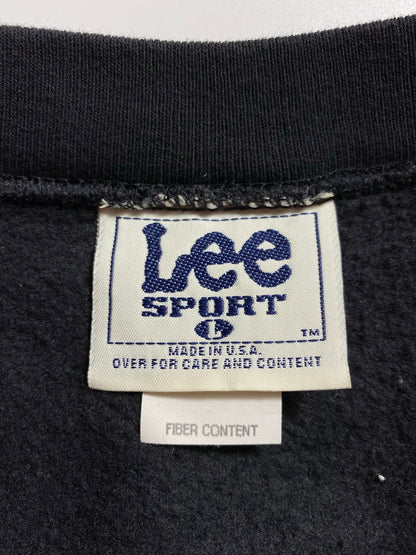 Lee
SPORT
L
TM
MADE IN U.S.A.
OVER FOR CARE AND CONTENT
FIBER CONTENT